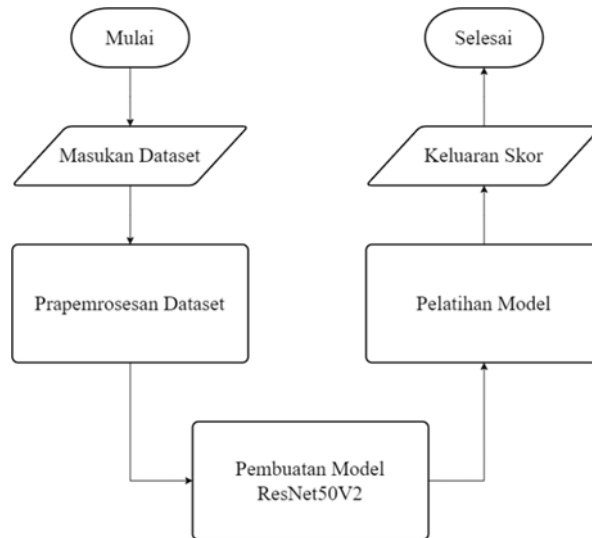 Mulai
Masukan Dataset
Prapemrosesan Dataset
Pembuatan Model
ResNet50V2
Pelatihan Model
Keluaran Skor
Selesai